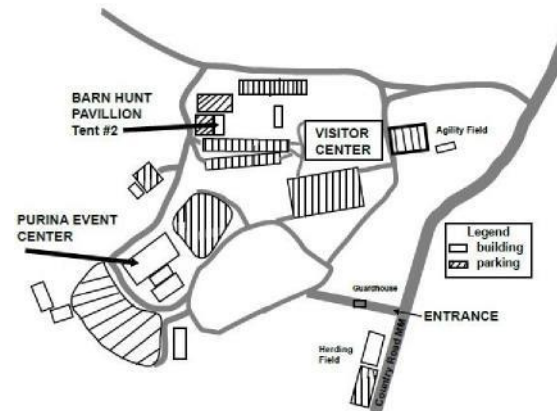 BARN HUNT
PAVILLION
Tent #2
VISITOR
CENTER
Agility Field
PURINA EVENT
CENTER
Legend
building
parking
Guardhouse
ENTRANCE
Herding
Field
Country Road MM